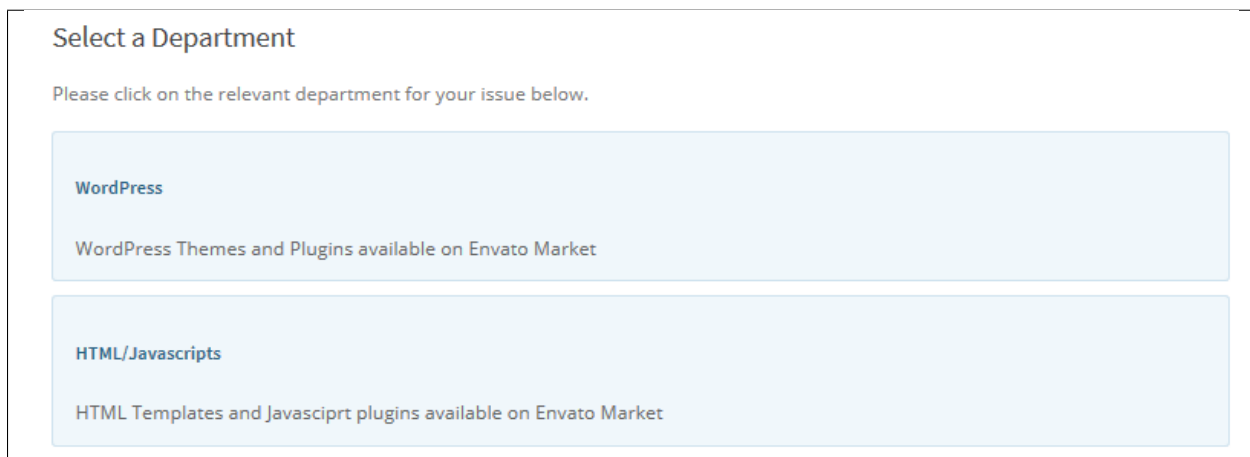 Select a Department
Please click on the relevant department for your issue below.
WordPress
WordPress Themes and Plugins available on Envato Market
HTML/Javascripts
HTML Templates and Javasciprt plugins available on Envato Market